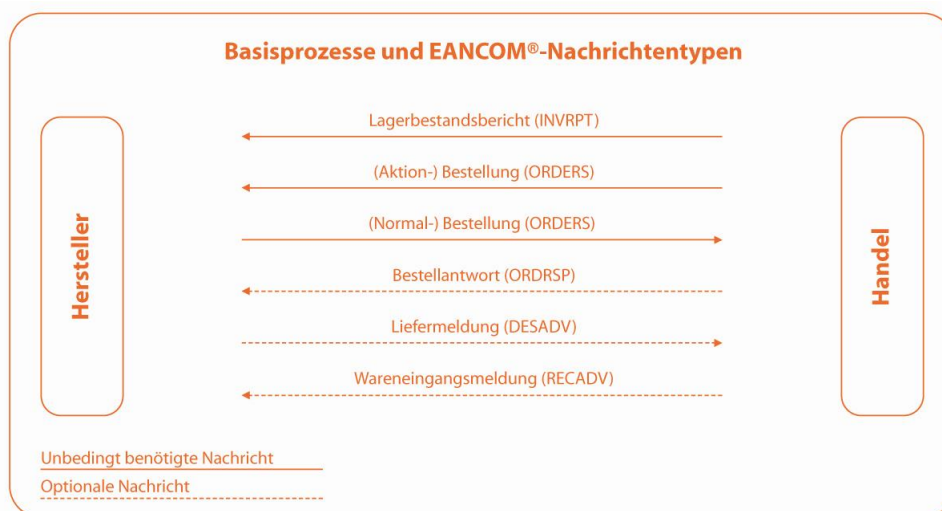 Basisprozesse und EANCOM®-Nachrichtentypen
Hersteller
Lagerbestandsbericht (INVRPT)
(Aktion-) Bestellung (ORDERS)
(Normal-) Bestellung (ORDERS)
Bestellantwort (ORDRSP)
Liefermeldung (DESADV)
Wareneingangsmeldung (RECADV)
Handel
Unbedingt benötigte Nachricht
Optionale Nachricht